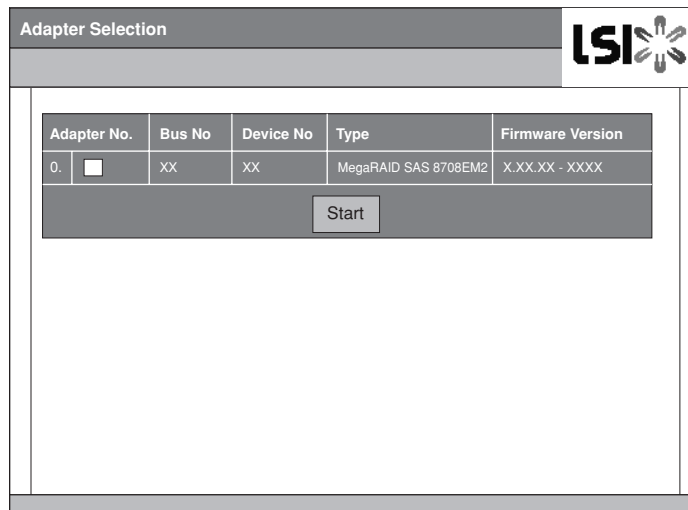 Adapter Selection
LSI
Adapter No. Bus No Device No Type Firmware Version
0. XX XX MegaRAID SAS 8708EM2 X.XX.XX - XXXX
Start